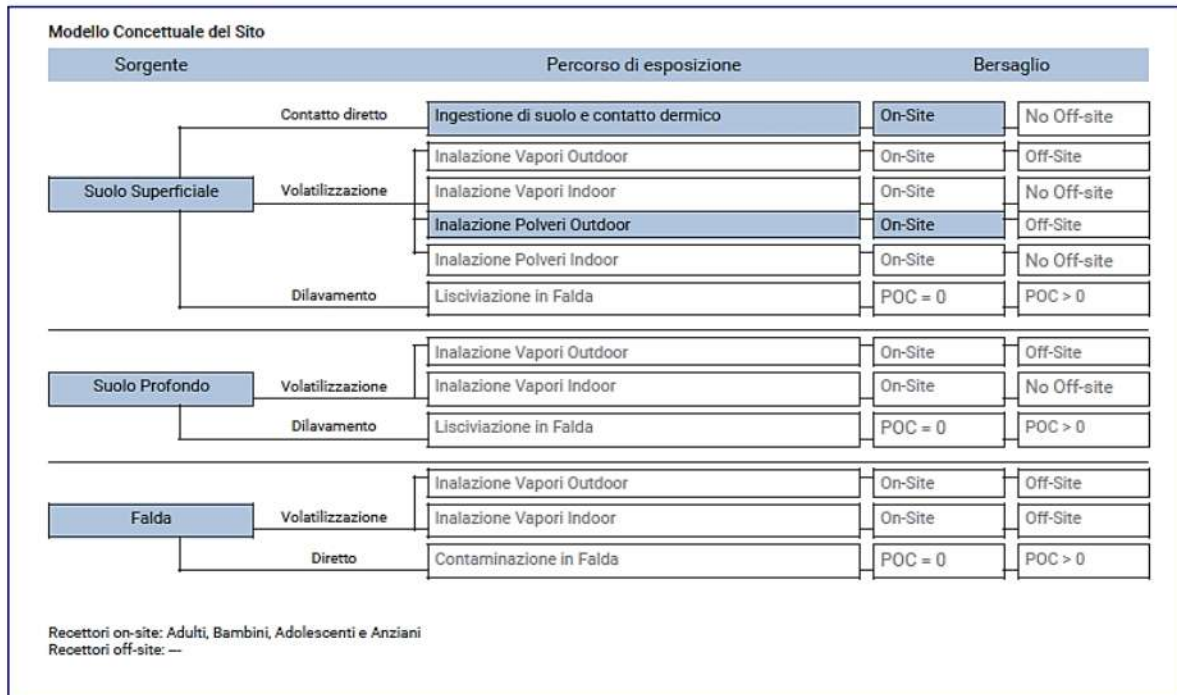 Modello Concettuale del Sito
Sorgente Percorso di esposizione Bersaglio
Contatto diretto Ingestione di suolo e contatto dermico On-Site No Off-site
Inalazione Vapori Outdoor On-Site Off-Site
Suolo Superficiale Volatilizzazione Inalazione Vapori Indoor On-Site No Off-site
Inalazione Polveri Outdoor On-Site Off-Site
Inalazione Polveri Indoor On-Site No Off-site
Dilavamento Lisciviazione in Falda POC = 0 POC > 0
Inalazione Vapori Outdoor On-Site Off-Site
Suolo Profondo Volatilizzazione Inalazione Vapori Indoor On-Site No Off-site
Dilavamento Lisciviazione in Falda POC = 0 POC > 0
Inalazione Vapori Outdoor On-Site Off-Site
Falda Volatilizzazione Inalazione Vapori Indoor On-Site Off-Site
Diretto Contaminazione in Falda POC = 0 POC > 0
Recettori on-site: Adulti, Bambini, Adolescenti e Anziani
Recettori off-site: —